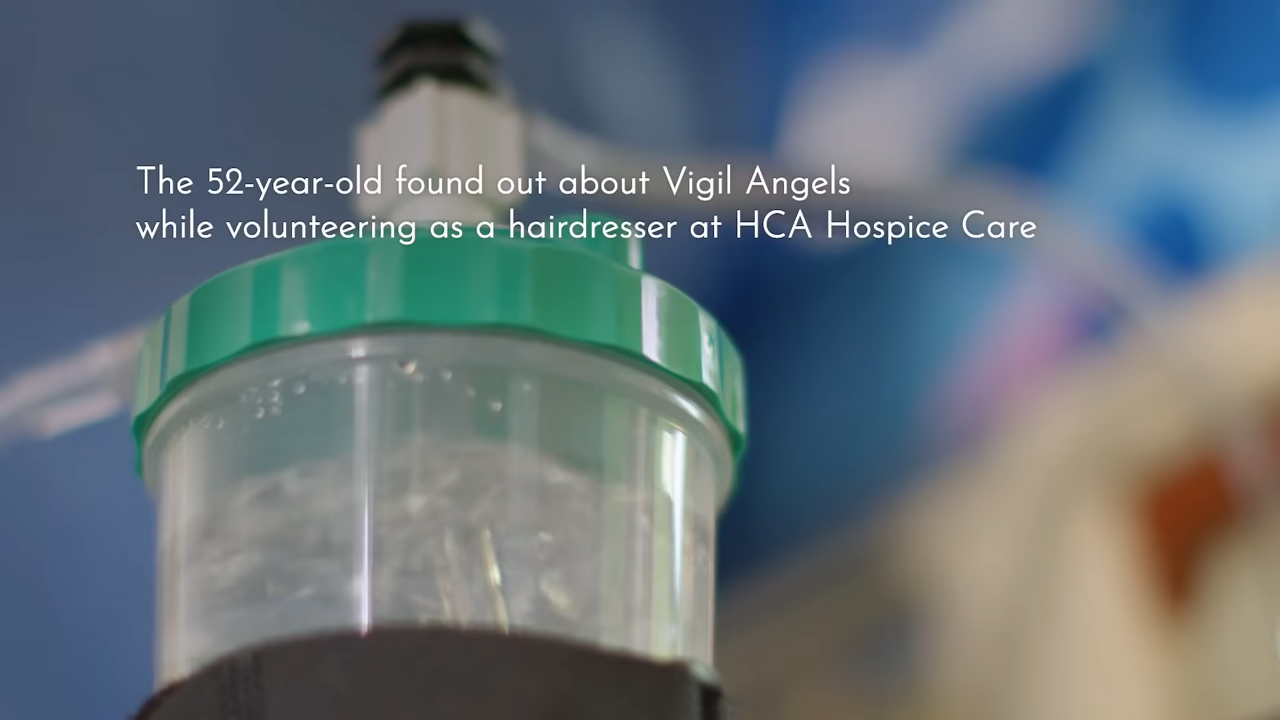 The 52-year-old found out about Vigil Angels
while volunteering as a hairdresser at HCA Hospice Care